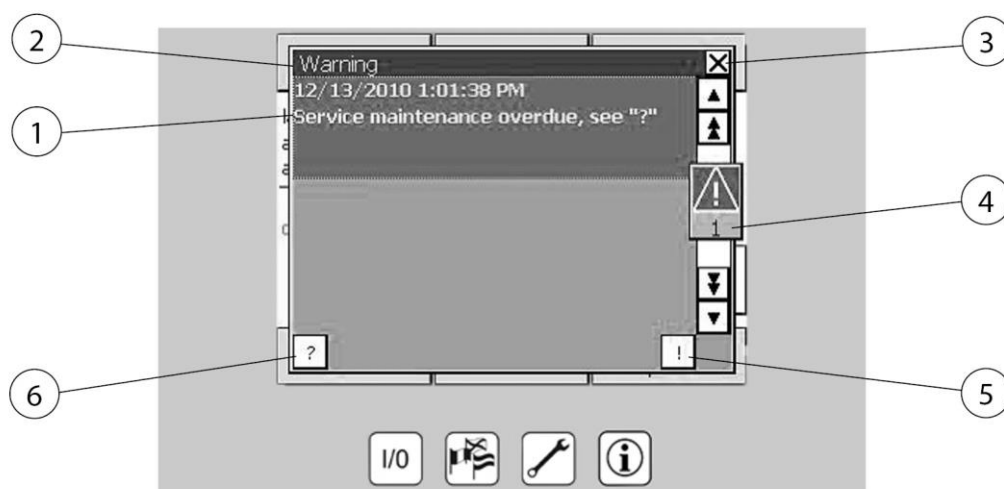 2
3
Warning
12/13/2010 1:01:38 PM
1
Service maintenance overdue, see "?"
!
1
4
?
!
6
5
I/0
i